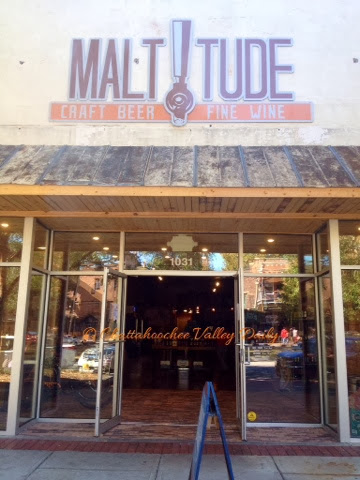 MALT!TUDE
CRAFT BEER FINE WINE
1031
© Chattahoochee Valley Daily